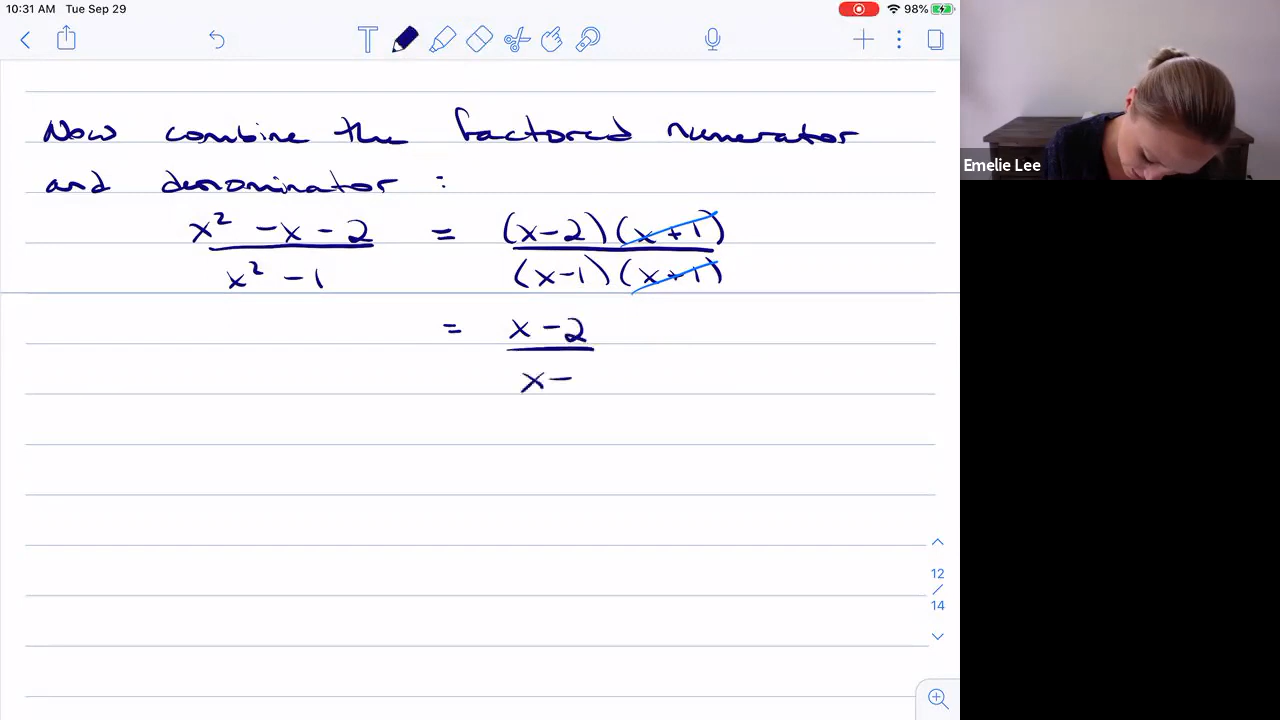 10:31 AM Tue Sep 29
98%
T
Now combine the factored numerator
and denominator :
x² - x - 2 = (x-2)(x+1)
x² - 1 (x-1)(x+1)
= x - 2
x -
Emelie Lee
12
/
14